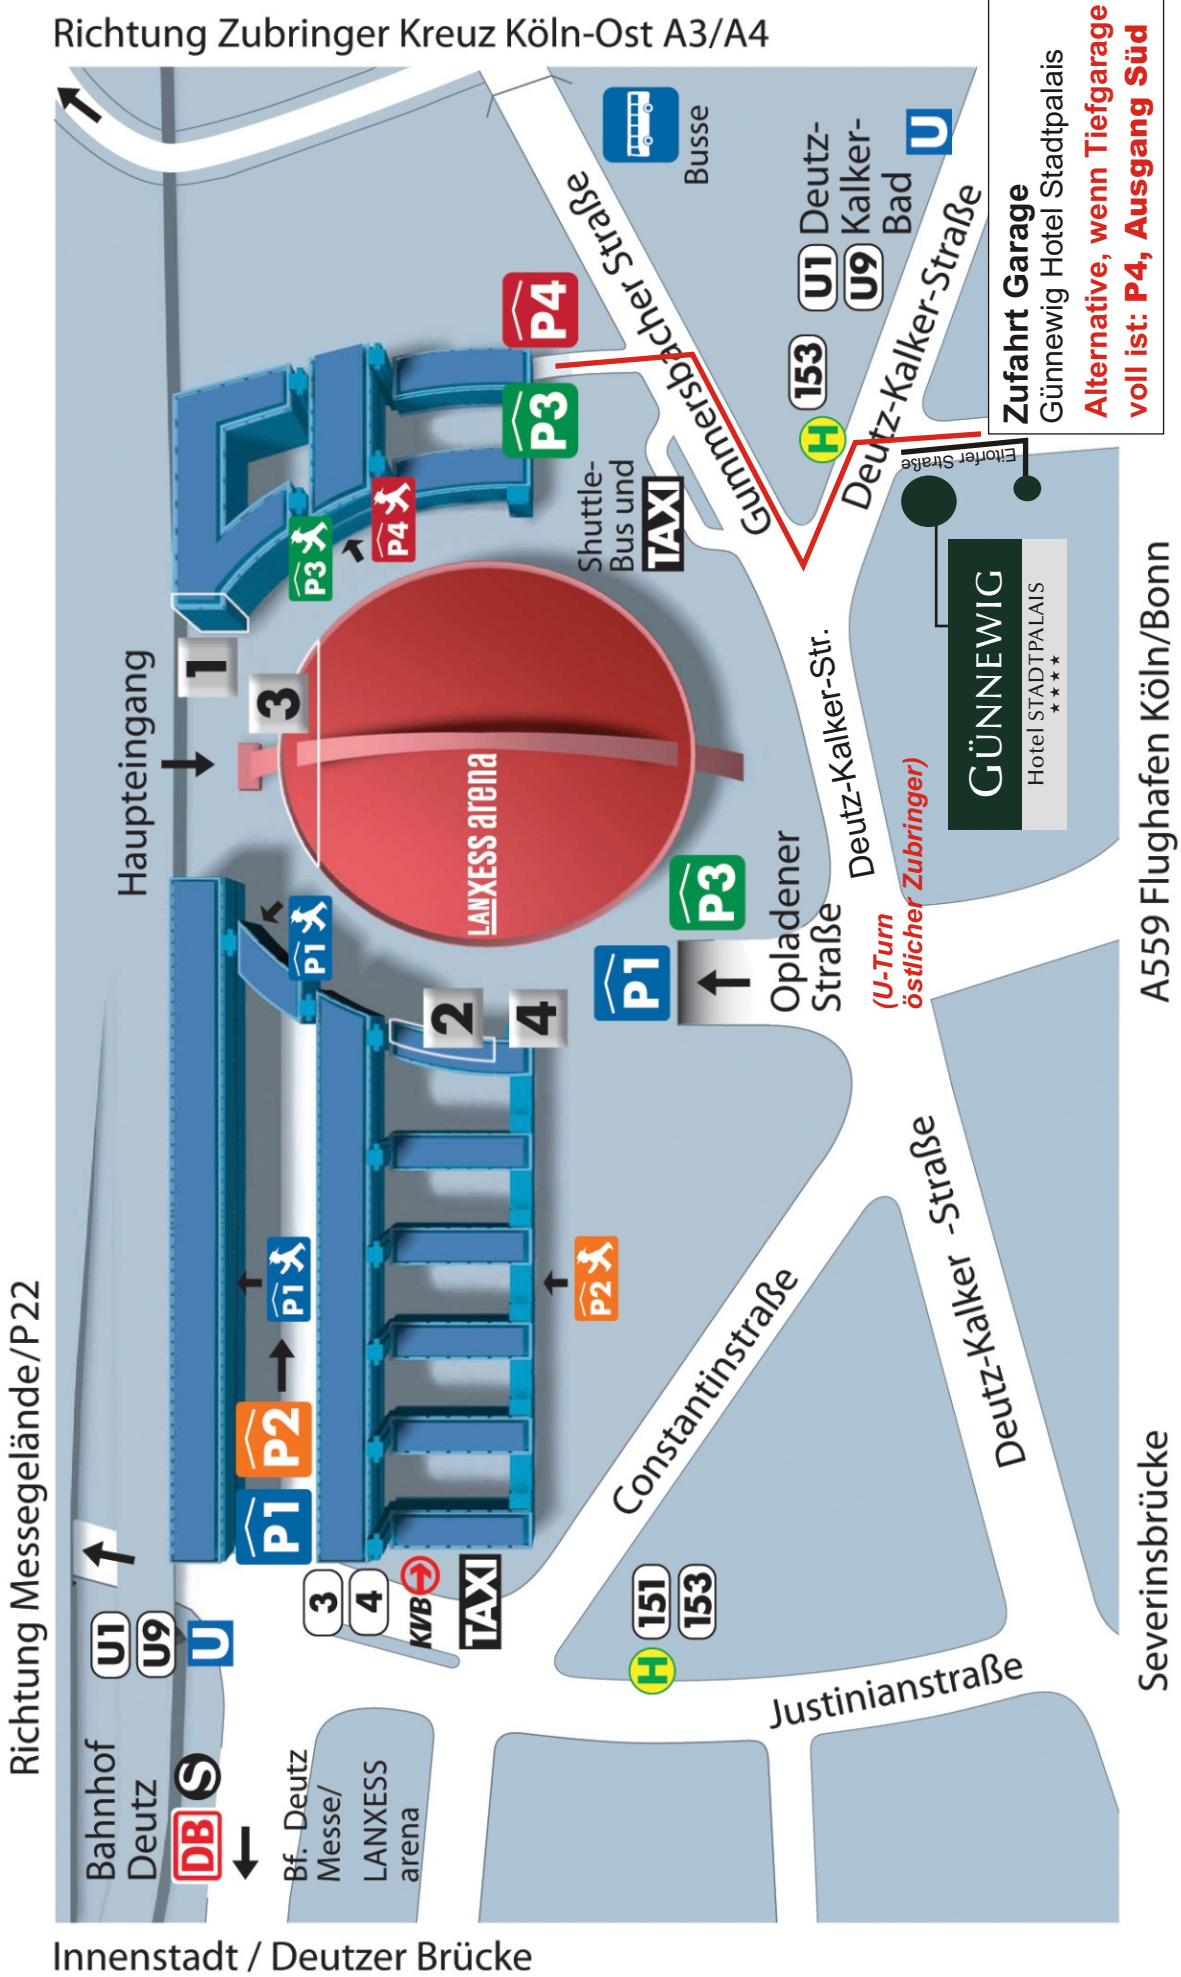 Richtung Zubringer Kreuz Köln-Ost A3/A4
Zufahrt Garage
Günnewig Hotel Stadtpalais
Alternative, wenn Tiefgarage
voll ist: P4, Ausgang Süd
Busse
Gummersbacher Straße
U1
U9
Deutz-
Kalker-
Bad
U
153
H
Deutz-Kalker-Straße
Eitorfer Straße
P4
P3
P3
P4
Shuttle-
Bus und
TAXI
1
3
Haupteingang
LANXESS arena
GÜNNEWIG
Hotel STADTPALAIS
★★★★
Deutz-Kalker-Str.
(U-Turn
östlicher Zubringer)
A559 Flughafen Köln/Bonn
P3
P1
Opladener
Straße
P1
2
4
P1
P2
P2
P1
Richtung Messegelände/P22
Constantinstraße
Deutz-Kalker -Straße
Severinsbrücke
U1
U9
U
3
4
KVB
TAXI
151
153
H
Justinianstraße
Bahnhof
Deutz
DB
S
Bf. Deutz
Messe/
LANXESS
arena
Innenstadt / Deutzer Brücke